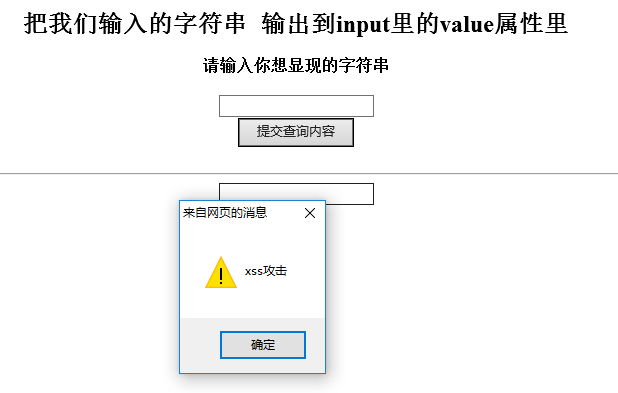 把我们输入的字符串 输出到input里的value属性里
请输入你想显现的字符串
提交查询内容
来自网页的消息
xss攻击
确定